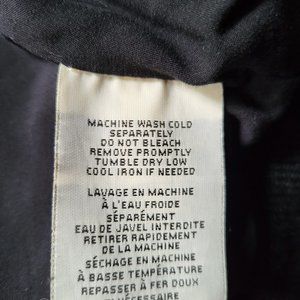 MACHINE WASH COLD
SEPARATELY
DO NOT BLEACH
REMOVE PROMPTLY
TUMBLE DRY LOW
COOL IRON IF NEEDED
LAVAGE EN MACHINE
À L'EAU FROIDE
SÉPARÉMENT
EAU DE JAVEL INTERDITE
RETIRER RAPIDEMENT
DE LA MACHINE
SÉCHAGE EN MACHINE
À BASSE TEMPÉRATURE
REPASSER À FER DOUX
SI NÉCESSAIRE